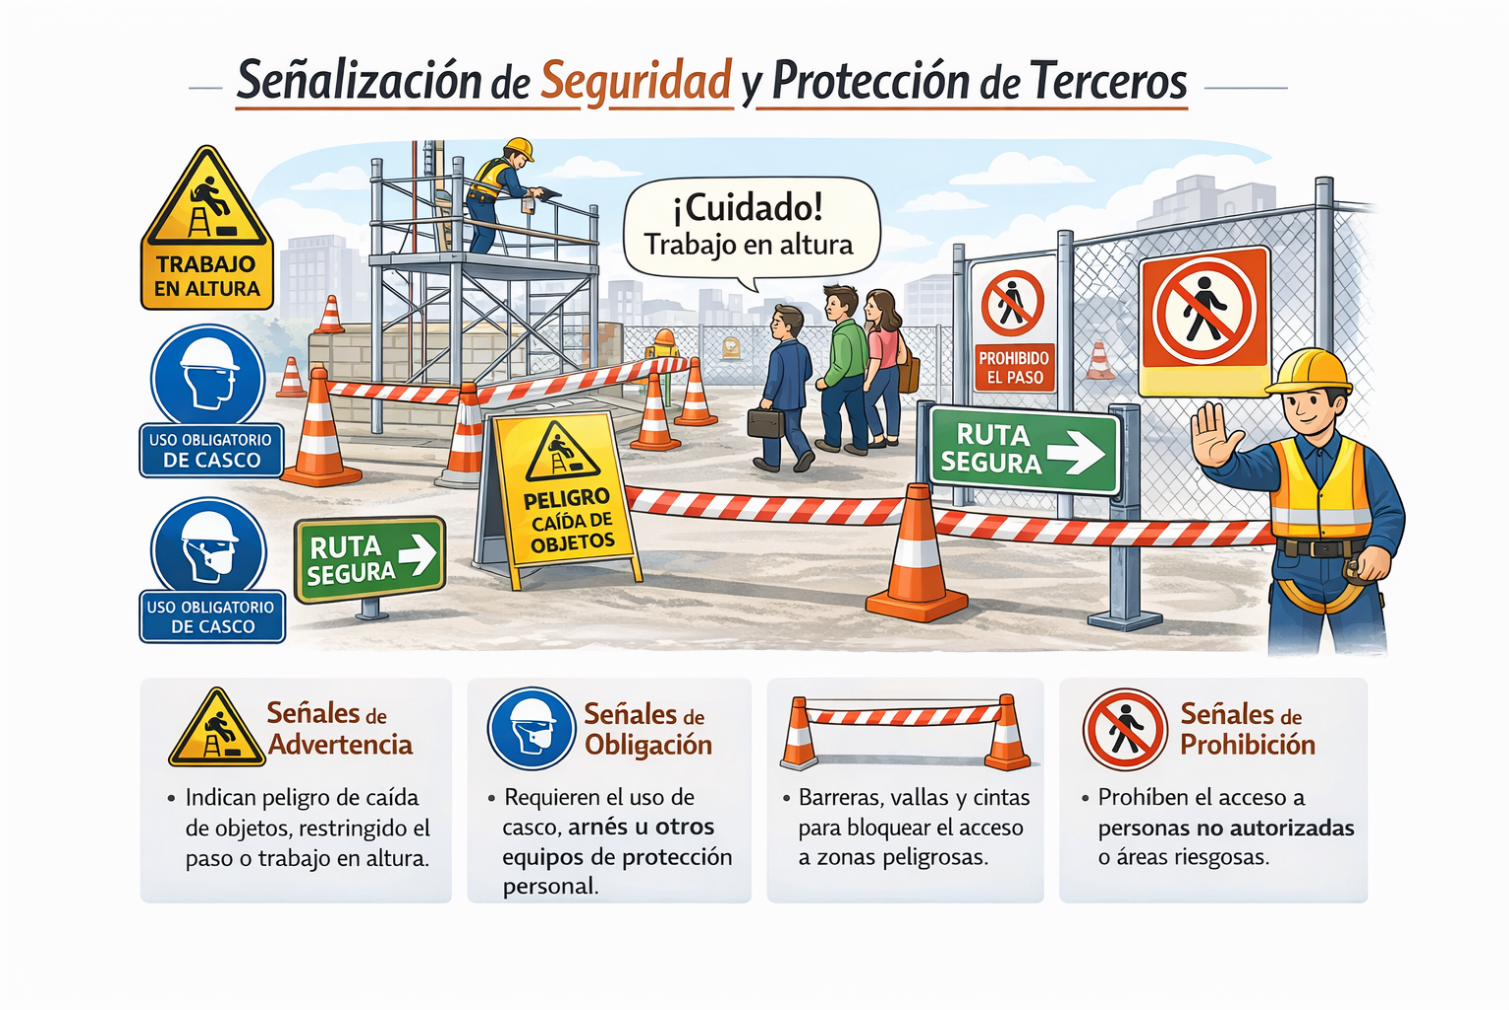 Señalización de Seguridad y Protección de Terceros
TRABAJO
EN ALTURA
¡Cuidado!
Trabajo en altura
PROHIBIDO
EL PASO
USO OBLIGATORIO
DE CASCO
RUTA
SEGURA
PELIGRO
CAÍDA DE
OBJETOS
RUTA
SEGURA
USO OBLIGATORIO
DE CASCO
Señales de
Advertencia
• Indican peligro de caída
de objetos, restringido el
paso o trabajo en altura.
Señales de
Obligación
• Requieren el uso de
casco, arnés u otros
equipos de protección
personal.
• Barreras, vallas y cintas
para bloquear el acceso
a zonas peligrosas.
Señales de
Prohibición
• Prohíben el acceso a
personas no autorizadas
o áreas riesgosas.